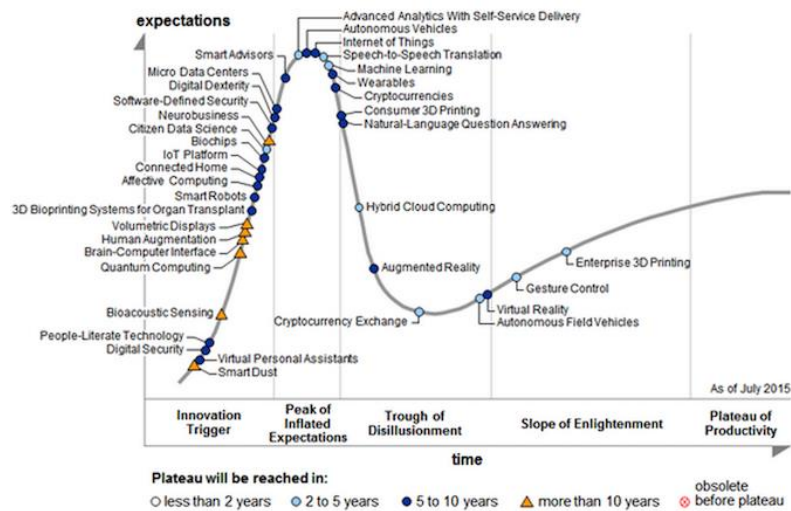 expectations
Advanced Analytics With Self-Service Delivery
Autonomous Vehicles
Internet of Things
Speech-to-Speech Translation
Machine Learning
Wearables
Cryptocurrencies
Consumer 3D Printing
Natural-Language Question Answering
Smart Advisors
Micro Data Centers
Digital Dexterity
Software-Defined Security
Neurobusiness
Citizen Data Science
Biochips
IoT Platform
Connected Home
Affective Computing
Smart Robots
3D Bioprinting Systems for Organ Transplant
Volumetric Displays
Human Augmentation
Brain-Computer Interface
Quantum Computing
Bioacoustic Sensing
People-Literate Technology
Digital Security
Virtual Personal Assistants
Smart Dust
Hybrid Cloud Computing
Augmented Reality
Cryptocurrency Exchange
Enterprise 3D Printing
Gesture Control
Virtual Reality
Autonomous Field Vehicles
As of July 2015
Innovation
Trigger
Peak of
Inflated
Expectations
Trough of
Disillusionment
Slope of Enlightenment
Plateau of
Productivity
time
Plateau will be reached in:
less than 2 years
2 to 5 years
5 to 10 years
more than 10 years
obsolete
before plateau